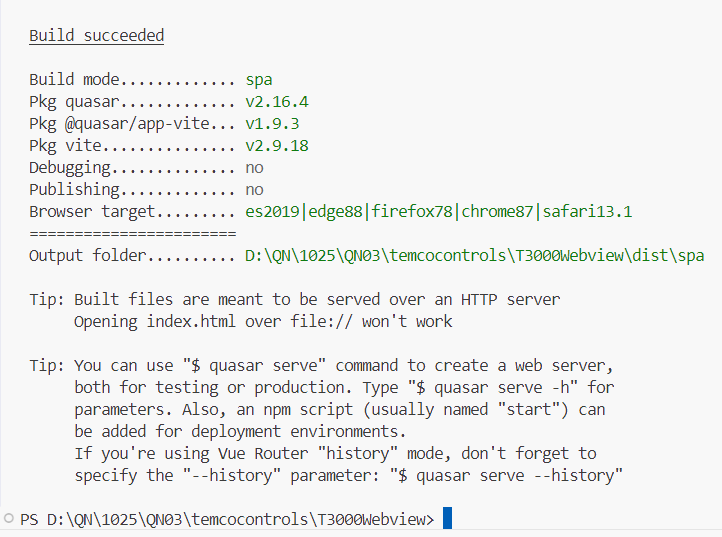 Build succeeded
Build mode............. spa
Pkg quasar............. v2.16.4
Pkg @quasar/app-vite... v1.9.3
Pkg vite............... v2.9.18
Debugging.............. no
Publishing............. no
Browser target......... es2019|edge88|firefox78|chrome87|safari13.1
=======================
Output folder.......... D:\QN\1025\QN03\temcocontrols\T3000Webview\dist\spa
Tip: Built files are meant to be served over an HTTP server
Opening index.html over file:// won't work
Tip: You can use "$ quasar serve" command to create a web server,
both for testing or production. Type "$ quasar serve -h" for
parameters. Also, an npm script (usually named "start") can
be added for deployment environments.
If you're using Vue Router "history" mode, don't forget to
specify the "--history" parameter: "$ quasar serve --history"
PS D:\QN\1025\QN03\temcocontrols\T3000Webview>